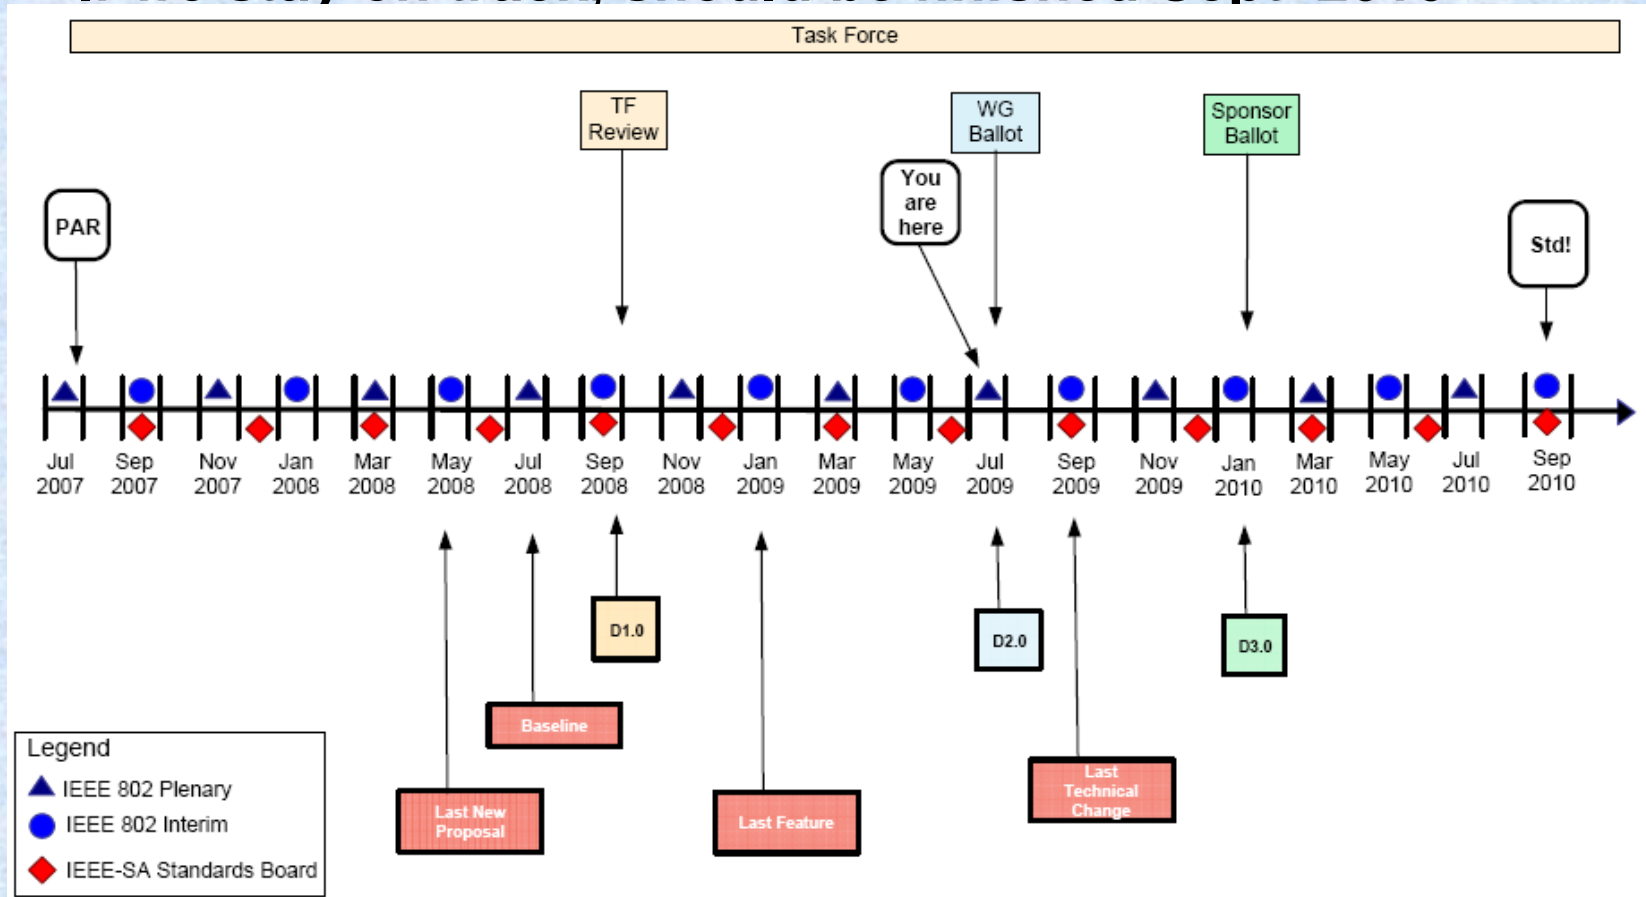 Task Force
TF
Review
WG
Ballot
Sponsor
Ballot
PAR
You
are
here
Std!
Jul
2007
Sep
2007
Nov
2007
Jan
2008
Mar
2008
May
2008
Jul
2008
Sep
2008
Nov
2008
Jan
2009
Mar
2009
May
2009
Jul
2009
Sep
2009
Nov
2009
Jan
2010
Mar
2010
May
2010
Jul
2010
Sep
2010
D1.0
D2.0
D3.0
Baseline
Last New
Proposal
Last Feature
Last
Technical
Change
Legend
IEEE 802 Plenary
IEEE 802 Interim
IEEE-SA Standards Board